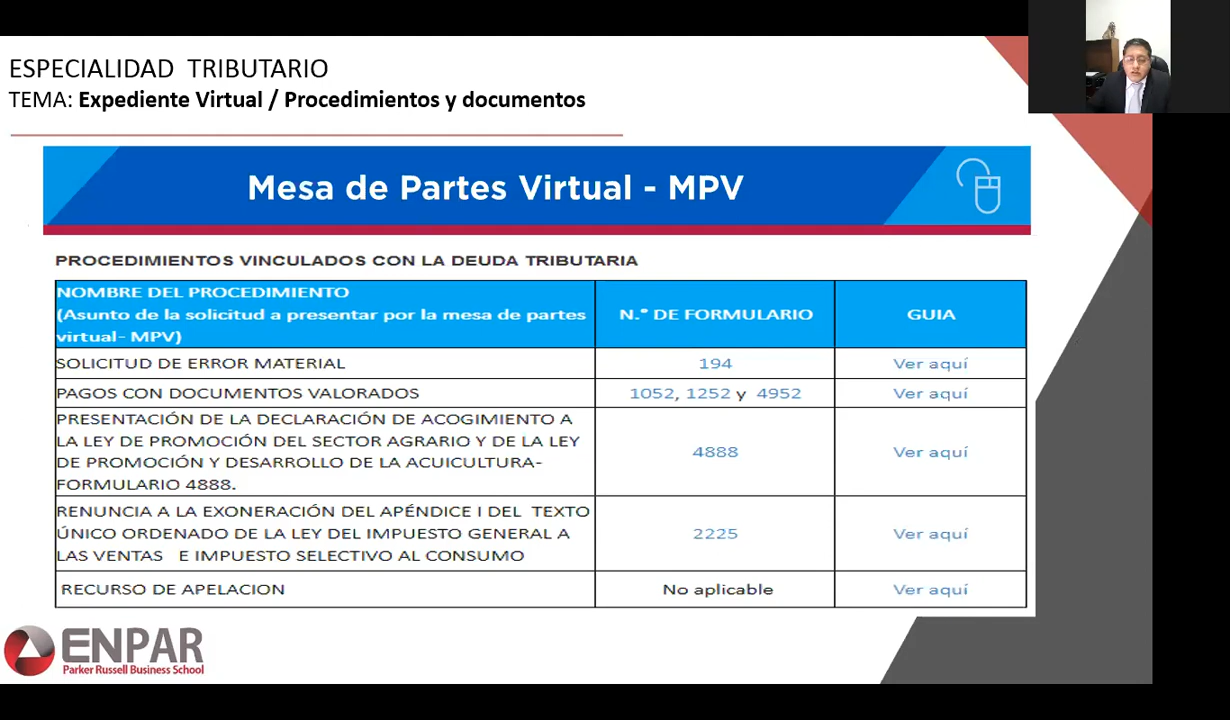 ESPECIALIDAD TRIBUTARIO
TEMA: Expediente Virtual / Procedimientos y documentos
Mesa de Partes Virtual - MPV
PROCEDIMIENTOS VINCULADOS CON LA DEUDA TRIBUTARIA
NOMBRE DEL PROCEDIMIENTO
(Asunto de la solicitud a presentar por la mesa de partes
virtual- MPV)
N.° DE FORMULARIO
GUIA
SOLICITUD DE ERROR MATERIAL
194
Ver aquí
PAGOS CON DOCUMENTOS VALORADOS
1052, 1252 y 4952
Ver aquí
PRESENTACIÓN DE LA DECLARACIÓN DE ACOGIMIENTO A
LA LEY DE PROMOCIÓN DEL SECTOR AGRARIO Y DE LA LEY
DE PROMOCIÓN Y DESARROLLO DE LA ACUICULTURA-
FORMULARIO 4888.
4888
Ver aquí
RENUNCIA A LA EXONERACIÓN DEL APÉNDICE I DEL TEXTO
ÚNICO ORDENADO DE LA LEY DEL IMPUESTO GENERAL A
LAS VENTAS E IMPUESTO SELECTIVO AL CONSUMO
2225
Ver aquí
RECURSO DE APELACION
No aplicable
Ver aquí
ENPAR
Parker Russell Business School